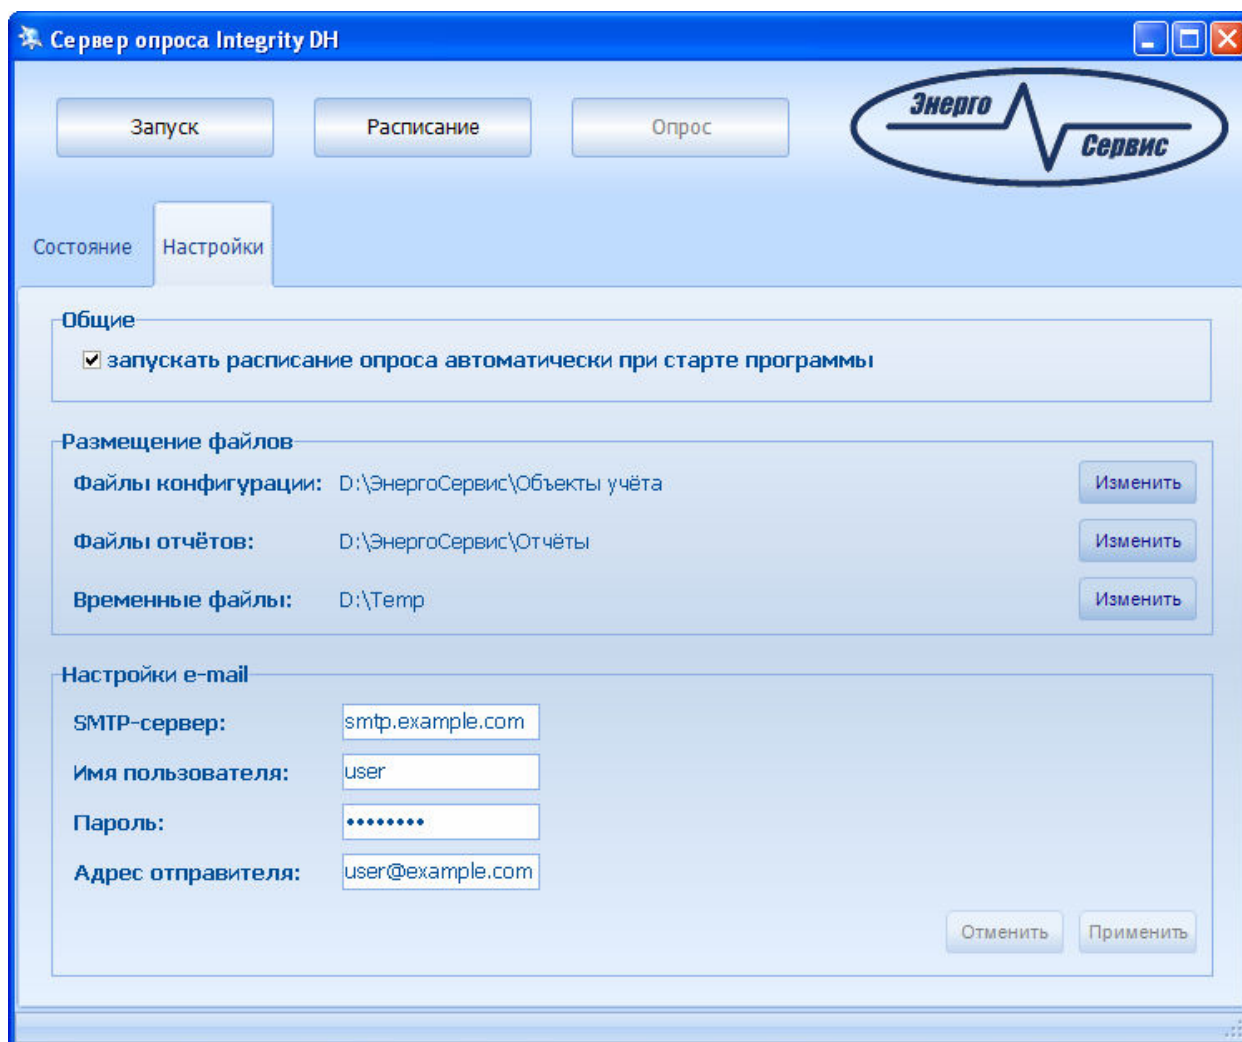 Сервер опроса Integrity DH
Запуск
Расписание
Опрос
Энерго
Сервис
Состояние
Настройки
Общие
запускать расписание опроса автоматически при старте программы
Размещение файлов
Файлы конфигурации: D:\ЭнергоСервис\Объекты учёта Изменить
Файлы отчётов: D:\ЭнергоСервис\Отчёты Изменить
Временные файлы: D:\Temp Изменить
Настройки e-mail
SMTP-сервер: smtp.example.com
Имя пользователя: user
Пароль: ••••••••
Адрес отправителя: user@example.com
Отменить Применить